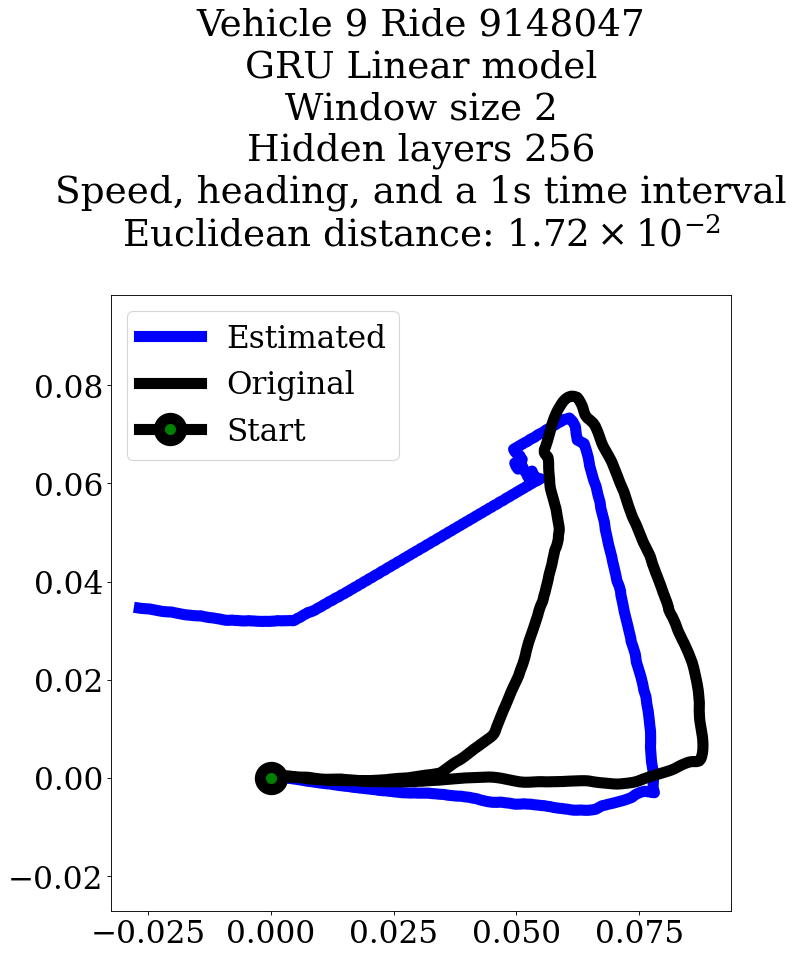 Vehicle 9 Ride 9148047
GRU Linear model
Window size 2
Hidden layers 256
Speed, heading, and a 1s time interval
Euclidean distance: 1.72 × 10⁻²
Estimated
Original
Start
0.08
0.06
0.04
0.02
0.00
−0.02
−0.025 0.000 0.025 0.050 0.075